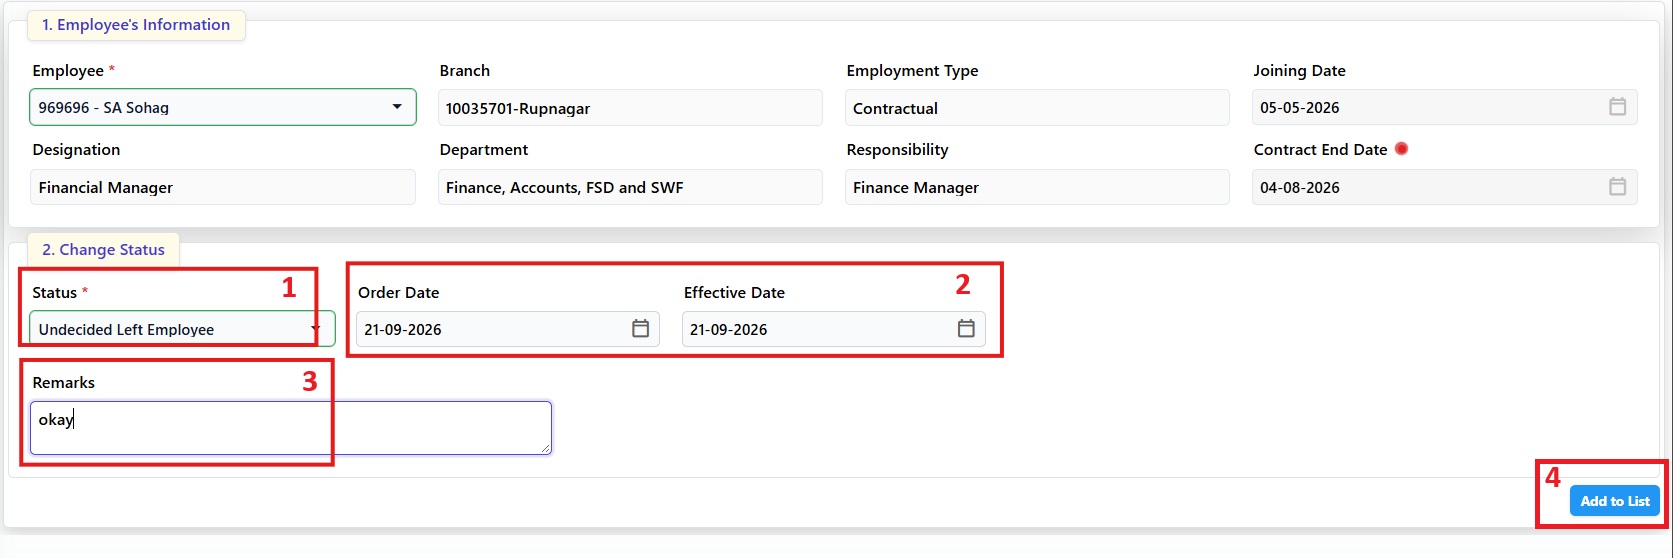 1. Employee's Information
Employee * Branch Employment Type Joining Date
969696 - SA Sohag 10035701-Rupnagar Contractual 05-05-2026
Designation Department Responsibility Contract End Date
Financial Manager Finance, Accounts, FSD and SWF Finance Manager 04-08-2026
2. Change Status
Status * 1 Order Date Effective Date 2
Undecided Left Employee 21-09-2026 21-09-2026
Remarks 3
okay
4
Add to List